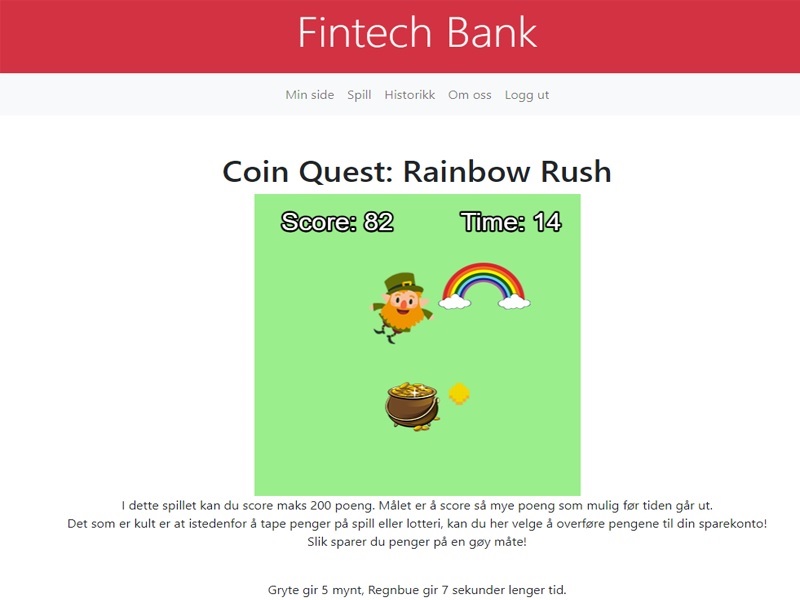 Fintech Bank
Min side Spill Historikk Om oss Logg ut
Coin Quest: Rainbow Rush
Score: 82 Time: 14
I dette spillet kan du score maks 200 poeng. Målet er å score så mye poeng som mulig før tiden går ut.
Det som er kult er at istedenfor å tape penger på spill eller lotteri, kan du her velge å overføre pengene til din sparekonto!
Slik sparer du penger på en gøy måte!
Gryte gir 5 mynt, Regnbue gir 7 sekunder lenger tid.